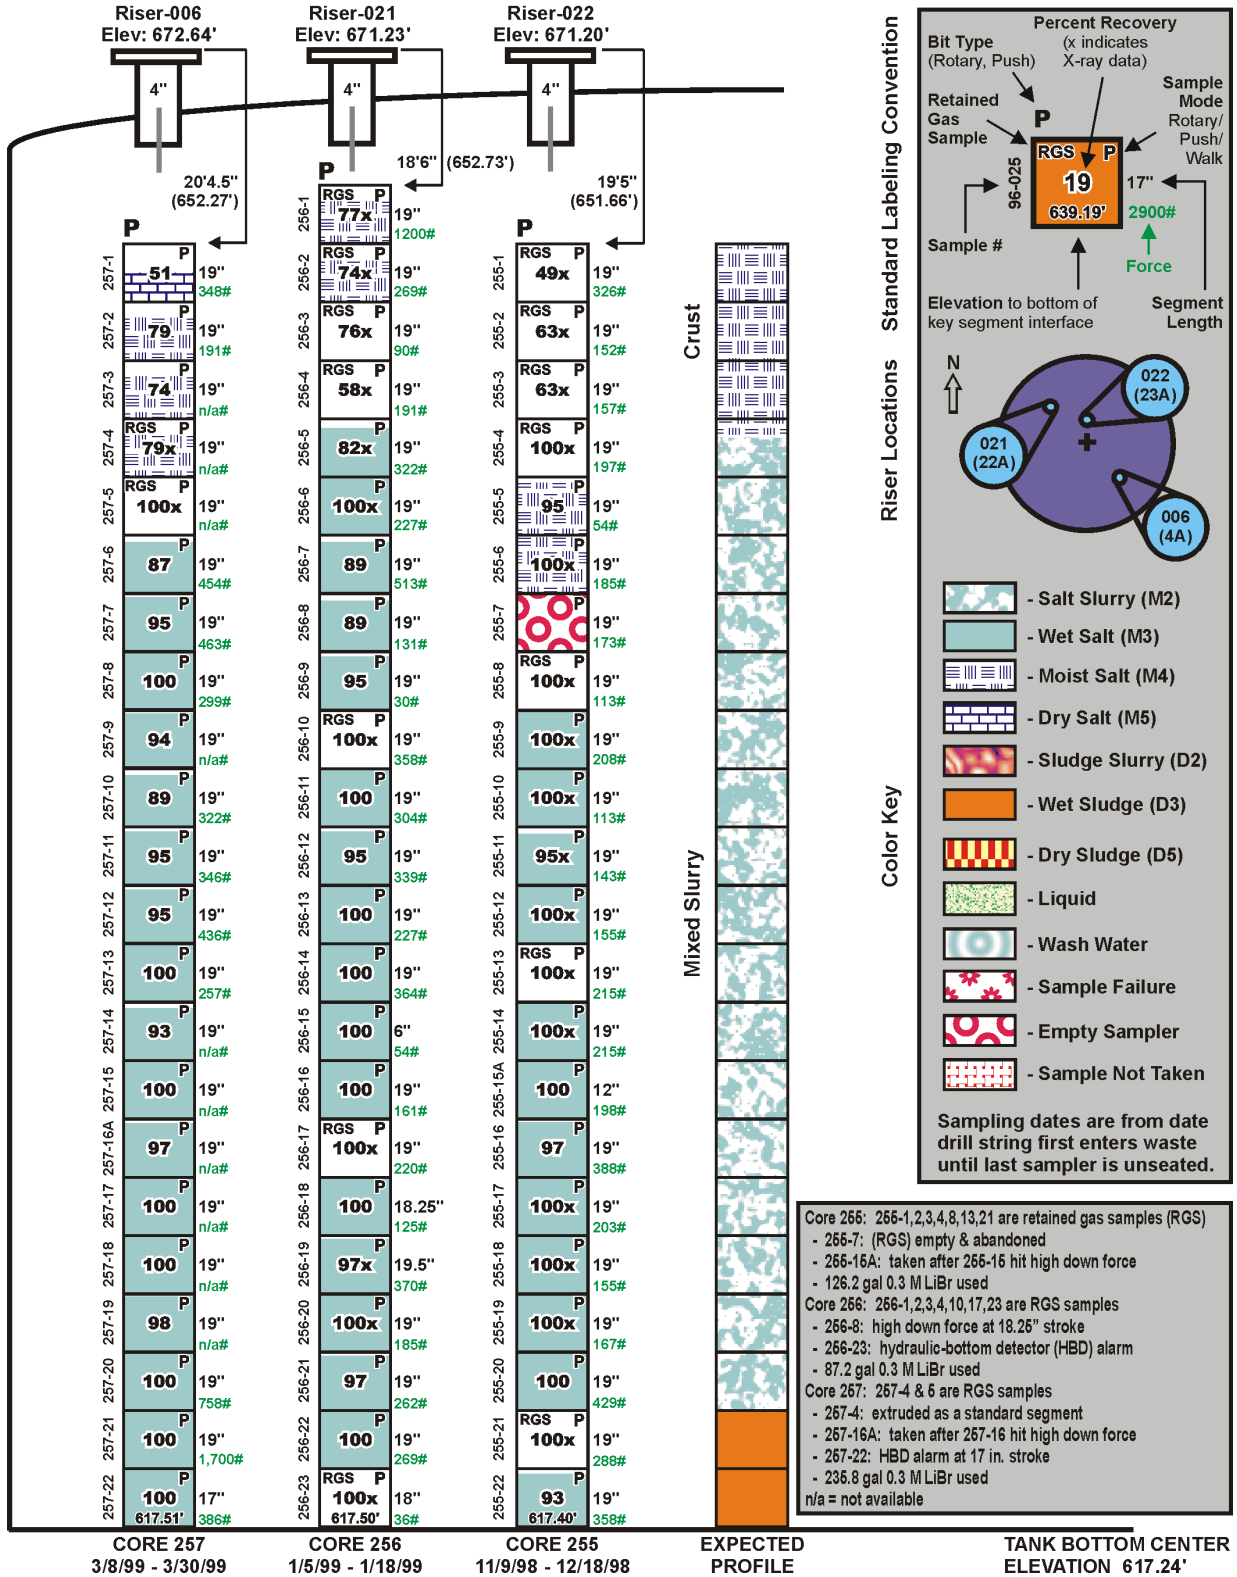 Riser-006
Elev: 672.64'
4"
20'4.5"
(652.27')
P
Riser-021
Elev: 671.23'
4"
18'6" (652.73')
P
Riser-022
Elev: 671.20'
4"
19'5"
(651.66')
P
257-1 P 51 19" 348#
257-2 P 79 19" 191#
257-3 P 74 19" n/a#
257-4 RGS P 79x 19" n/a#
257-5 RGS P 100x 19" n/a#
257-6 P 87 19" 454#
257-7 P 95 19" 463#
257-8 P 100 19" 299#
257-9 P 94 19" n/a#
257-10 P 89 19" 322#
257-11 P 95 19" 346#
257-12 P 95 19" 436#
257-13 P 100 19" 257#
257-14 P 93 19" n/a#
257-15 P 100 19" n/a#
257-16A P 97 19" n/a#
257-17 P 100 19" n/a#
257-18 P 100 19" n/a#
257-19 P 98 19" n/a#
257-20 P 100 19" 758#
257-21 P 100 19" 1,700#
257-22 P 100 617.51' 17" 386#
CORE 257
3/8/99 - 3/30/99
256-1 RGS P 77x 19" 1200#
256-2 RGS P 74x 19" 269#
256-3 RGS P 76x 19" 90#
256-4 RGS P 58x 19" 191#
256-5 P 82x 19" 322#
256-6 P 100x 19" 227#
256-7 P 89 19" 513#
256-8 P 89 19" 131#
256-9 P 95 19" 30#
256-10 RGS P 100x 19" 358#
256-11 P 100 19" 304#
256-12 P 95 19" 339#
256-13 P 100 19" 227#
256-14 P 100 19" 364#
256-15 P 100 6" 54#
256-16 P 100 19" 161#
256-17 RGS P 100x 19" 220#
256-18 P 100 18.25" 125#
256-19 P 97x 19.5" 370#
256-20 P 100x 19" 185#
256-21 P 97 19" 262#
256-22 P 100 19" 269#
256-23 RGS P 100x 617.50' 18" 36#
CORE 256
1/5/99 - 1/18/99
255-1 RGS P 49x 19" 326#
255-2 RGS P 63x 19" 152#
255-3 RGS P 63x 19" 157#
255-4 RGS P 100x 19" 197#
255-5 P 95 19" 54#
255-6 P 100x 19" 185#
255-7 P 19" 173#
255-8 RGS P 100x 19" 113#
255-9 P 100x 19" 208#
255-10 P 100x 19" 113#
255-11 P 95x 19" 143#
255-12 P 100x 19" 155#
255-13 RGS P 100x 19" 215#
255-14 P 100x 19" 215#
255-15A P 100 12" 198#
255-16 P 97 19" 388#
255-17 P 100x 19" 203#
255-18 P 100x 19" 155#
255-19 P 100x 19" 167#
255-20 P 100 19" 429#
255-21 RGS P 100x 19" 288#
255-22 P 93 617.40' 19" 358#
CORE 255
11/9/98 - 12/18/98
Crust
Mixed Slurry
EXPECTED
PROFILE
TANK BOTTOM CENTER
ELEVATION 617.24'
Standard Labeling Convention
Percent Recovery
(x indicates
X-ray data)
Bit Type
(Rotary, Push)
Retained
Gas
Sample
Sample
Mode
Rotary/
Push/
Walk
P
RGS P
19
639.19'
96-025
17"
2900#
Force
Sample #
Elevation to bottom of
key segment interface
Segment
Length
Riser Locations
N
022
(23A)
021
(22A)
006
(4A)
Color Key
- Salt Slurry (M2)
- Wet Salt (M3)
- Moist Salt (M4)
- Dry Salt (M5)
- Sludge Slurry (D2)
- Wet Sludge (D3)
- Dry Sludge (D5)
- Liquid
- Wash Water
- Sample Failure
- Empty Sampler
- Sample Not Taken
Sampling dates are from date
drill string first enters waste
until last sampler is unseated.
Core 255: 255-1,2,3,4,8,13,21 are retained gas samples (RGS)
- 255-7: (RGS) empty & abandoned
- 255-15A: taken after 255-15 hit high down force
- 126.2 gal 0.3 M LiBr used
Core 256: 256-1,2,3,4,10,17,23 are RGS samples
- 256-8: high down force at 18.25" stroke
- 256-23: hydraulic-bottom detector (HBD) alarm
- 87.2 gal 0.3 M LiBr used
Core 257: 257-4 & 5 are RGS samples
- 257-4: extruded as a standard segment
- 257-16A: taken after 257-16 hit high down force
- 257-22: HBD alarm at 17 in. stroke
- 235.8 gal 0.3 M LiBr used
n/a = not available